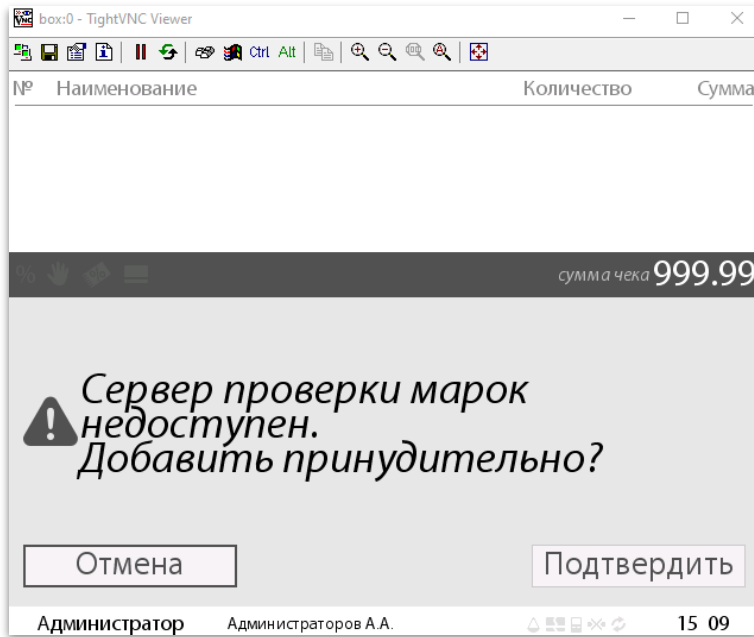 box:0 - TightVNC Viewer
Ctrl Alt
№ Наименование Количество Сумма
% сумма чека 999.99
Сервер проверки марок
недоступен.
Добавить принудительно?
Отмена Подтвердить
Администратор Администраторов А.А. 15 09